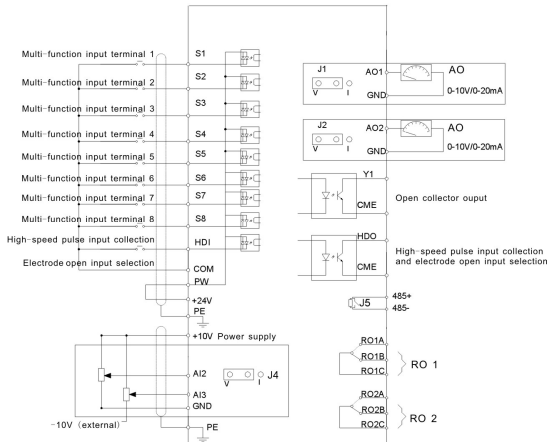 Multi-function input terminal 1
S1
Multi-function input terminal 2
S2
Multi-function input terminal 3
S3
Multi-function input terminal 4
S4
Multi-function input terminal 5
S5
Multi-function input terminal 6
S6
Multi-function input terminal 7
S7
Multi-function input terminal 8
S8
High-speed pulse input collection
HDI
Electrode open input selection
COM
PW
+24V
PE
+10V Power supply
AI2
V I J4
AI3
GND
-10V (external)
PE
J1
V I
AO1
GND
AO
0-10V/0-20mA
J2
V I
AO2
GND
AO
0-10V/0-20mA
Y1
CME
Open collector ouput
HDO
CME
High-speed pulse input collection
and electrode open input selection
J5
485+
485-
RO1A
RO1B
RO1C
RO 1
RO2A
RO2B
RO2C
RO 2